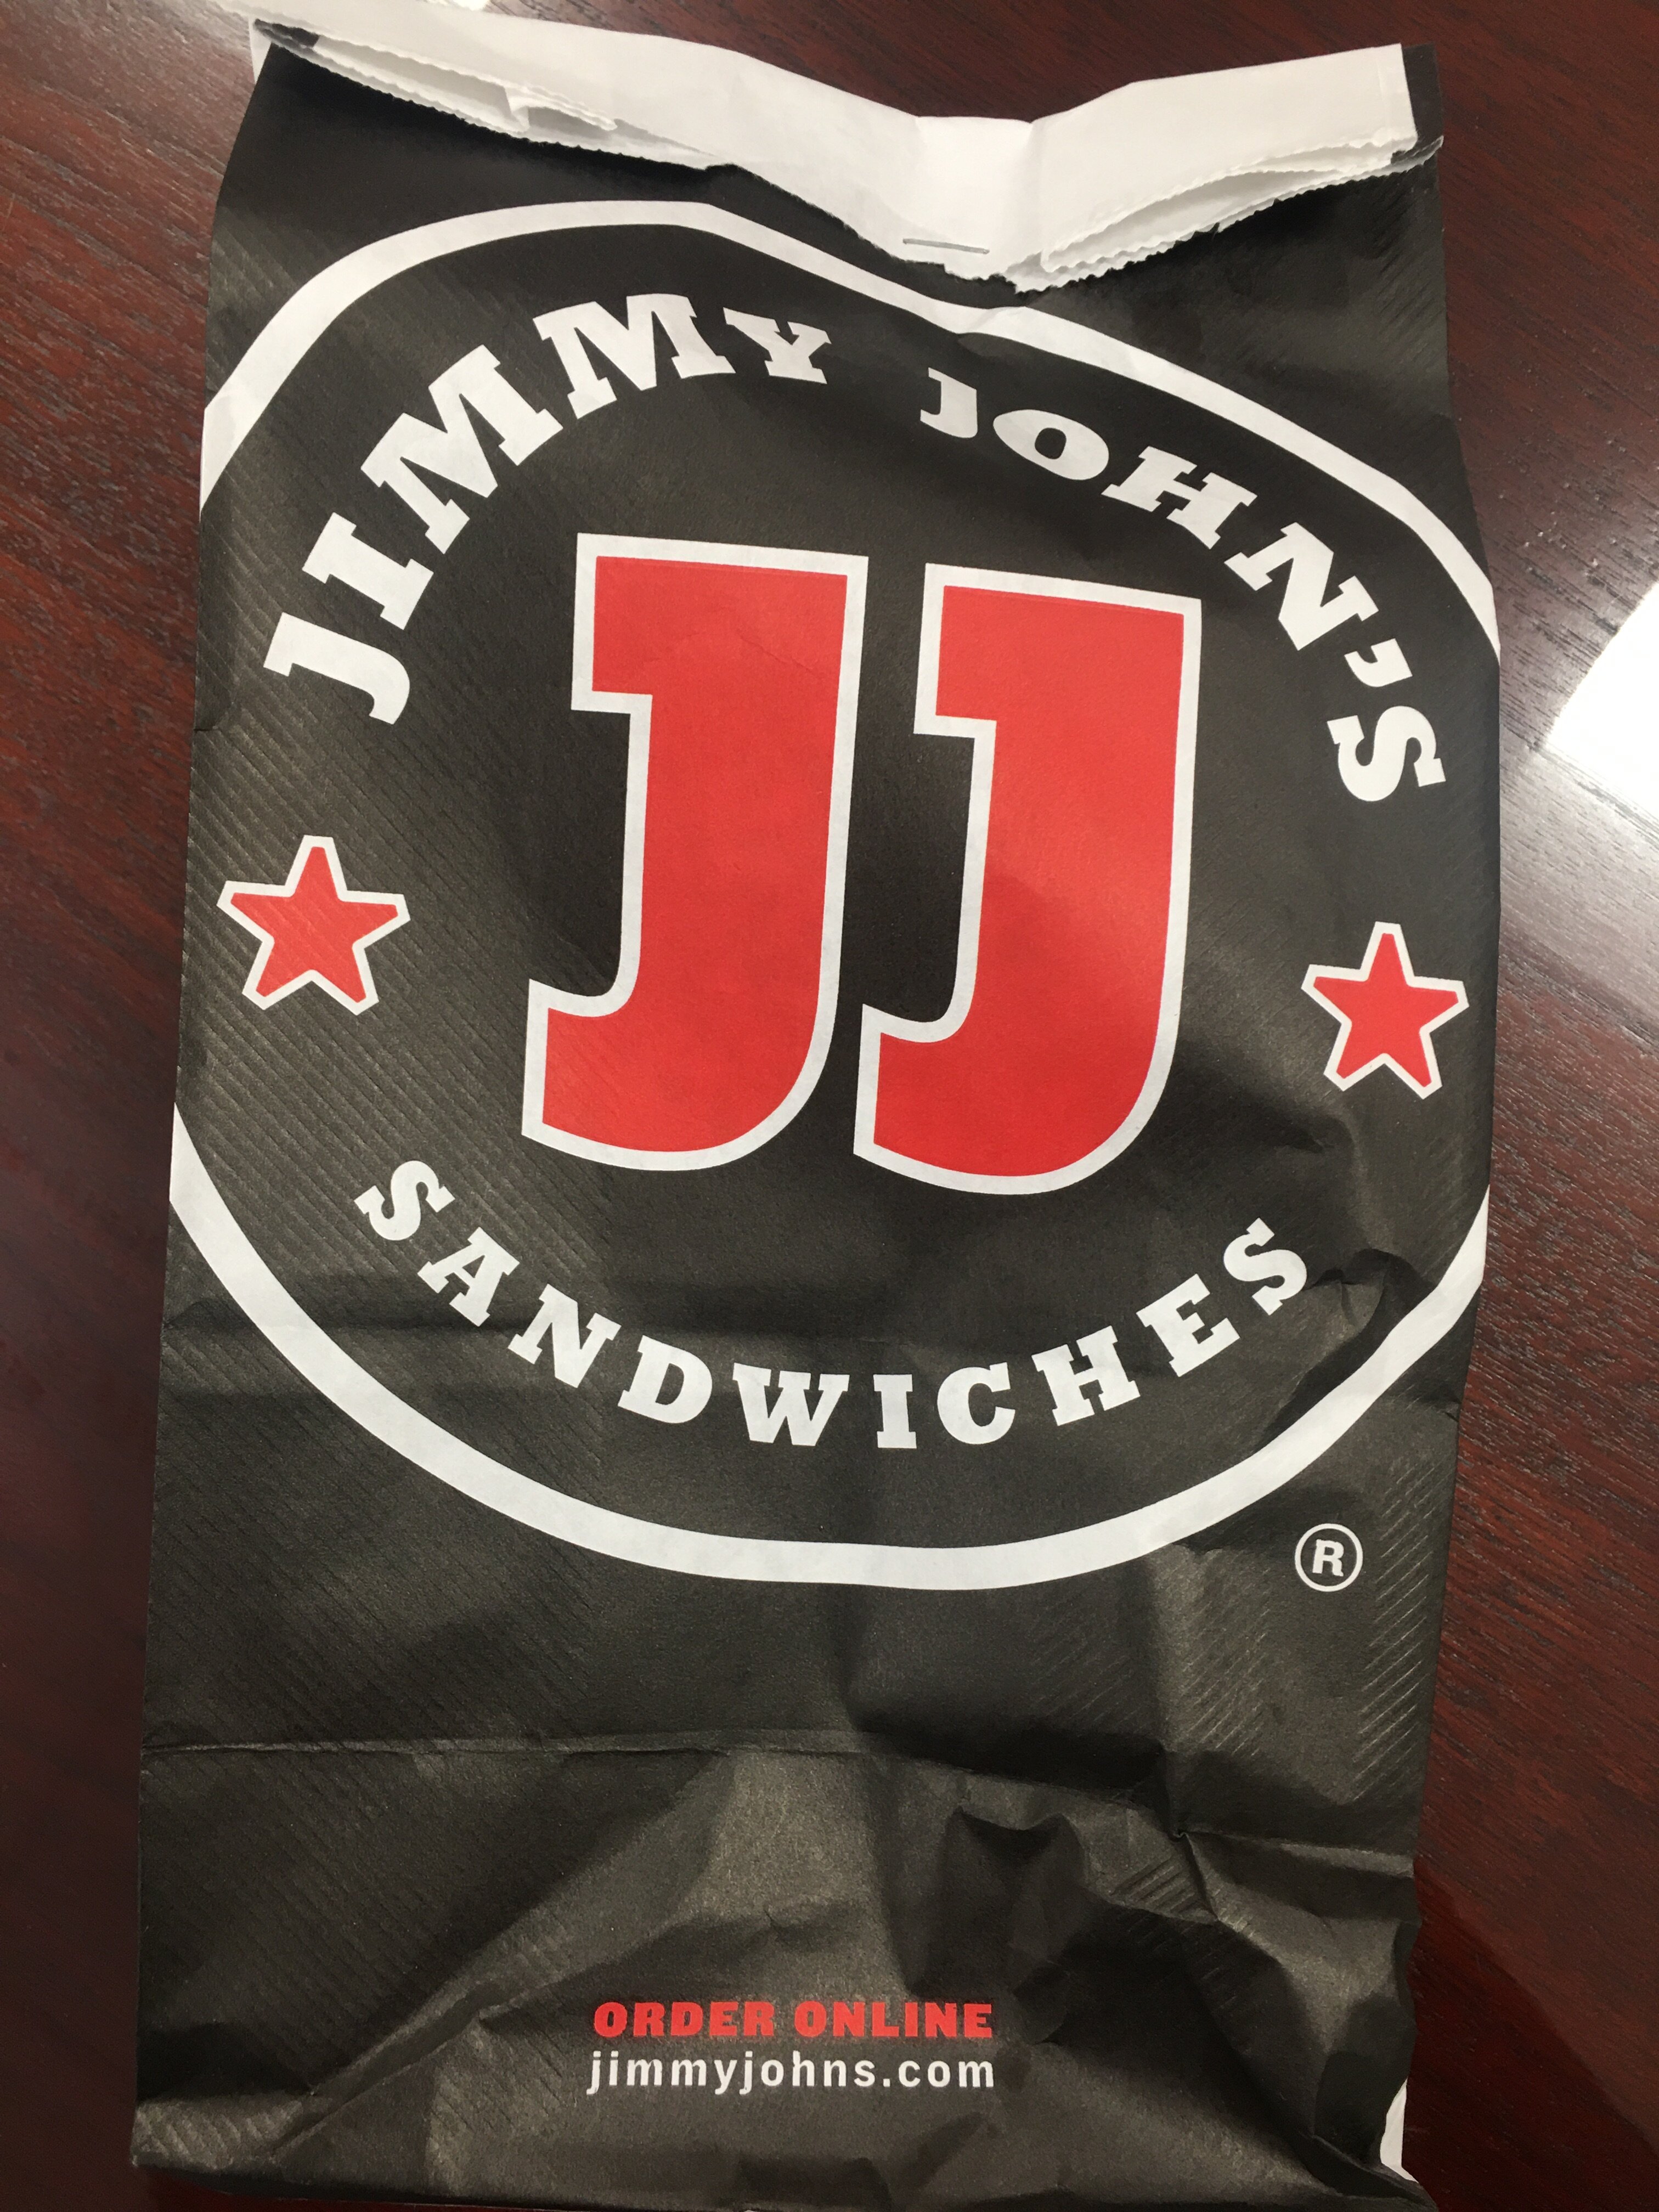 JIMMY JOHN'S
JJ
SANDWICHES
®
ORDER ONLINE
jimmyjohns.com